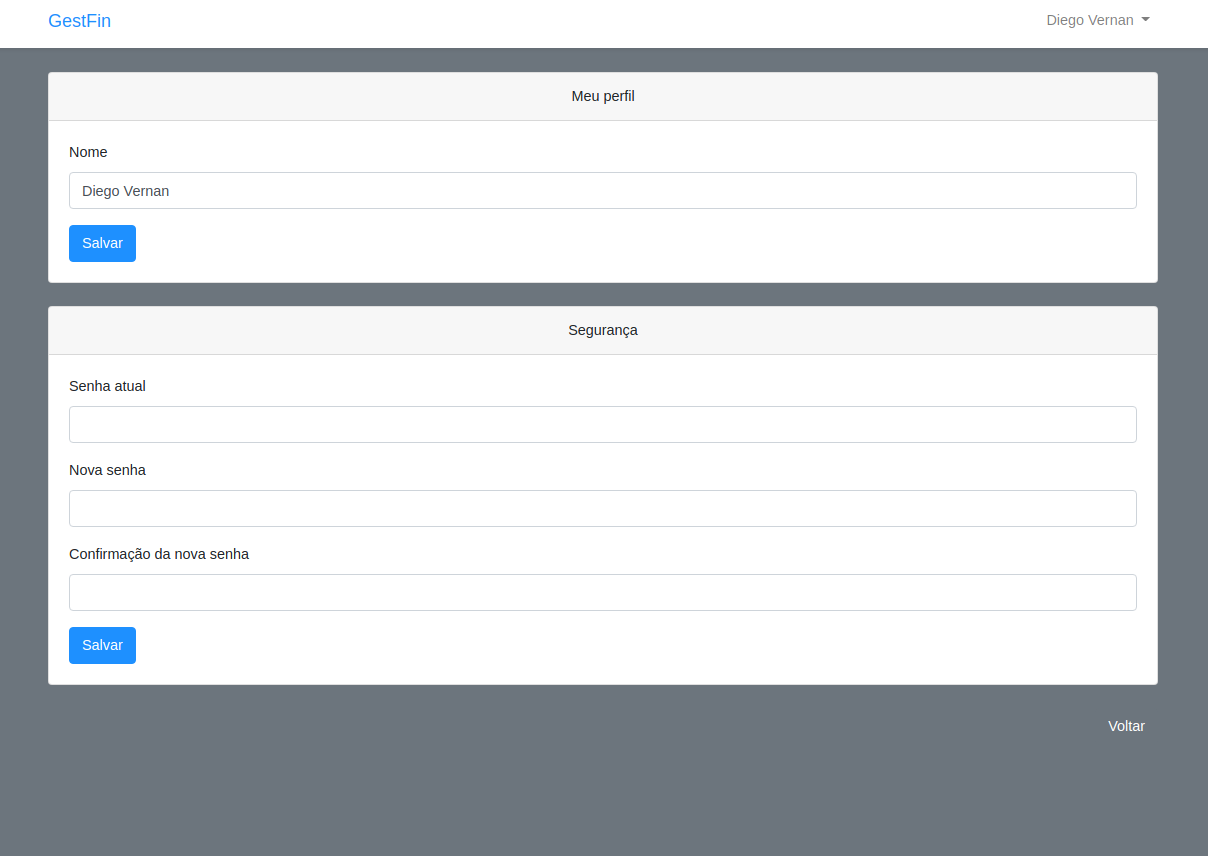 GestFin
Diego Vernan
Meu perfil
Nome
Diego Vernan
Salvar
Segurança
Senha atual
Nova senha
Confirmação da nova senha
Salvar
Voltar